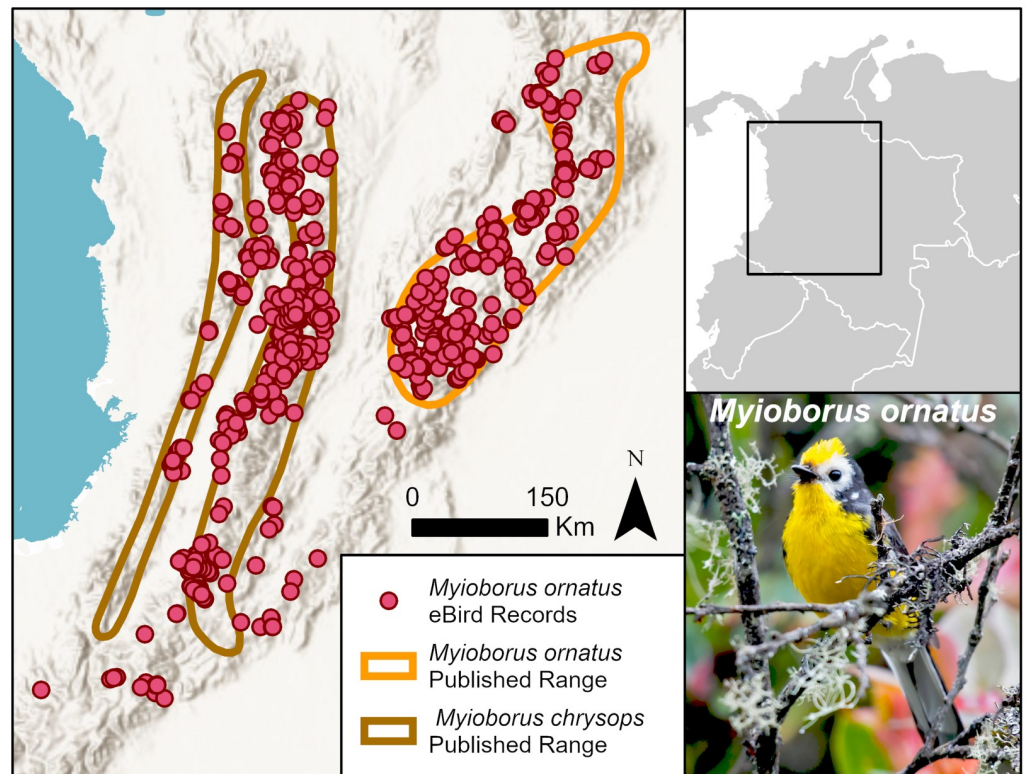 Myioborus ornatus
N
0 150
Km
Myioborus ornatus
eBird Records
Myioborus ornatus
Published Range
Myioborus chrysops
Published Range